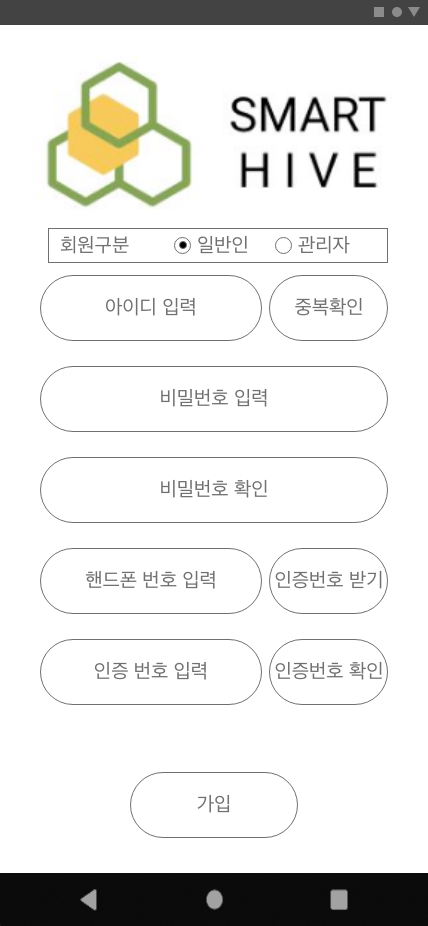 SMART
HIVE
회원구분 일반인 관리자
아이디 입력 중복확인
비밀번호 입력
비밀번호 확인
핸드폰 번호 입력 인증번호 받기
인증 번호 입력 인증번호 확인
가입